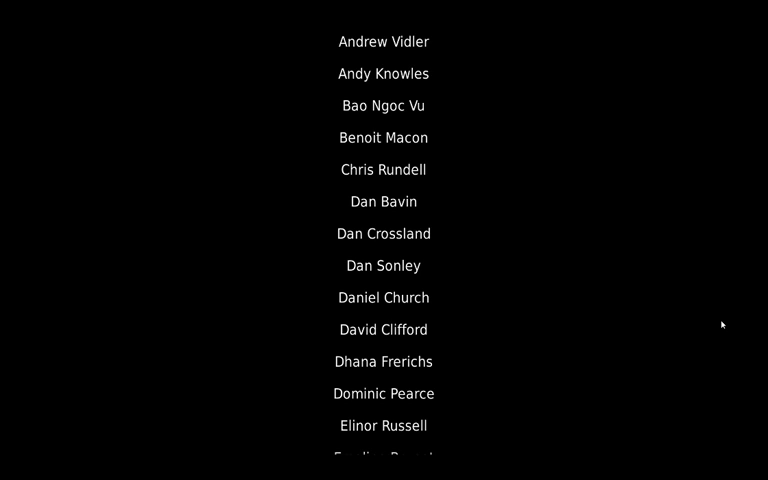 Andrew Vidler
Andy Knowles
Bao Ngoc Vu
Benoit Macon
Chris Rundell
Dan Bavin
Dan Crossland
Dan Sonley
Daniel Church
David Clifford
Dhana Frerichs
Dominic Pearce
Elinor Russell